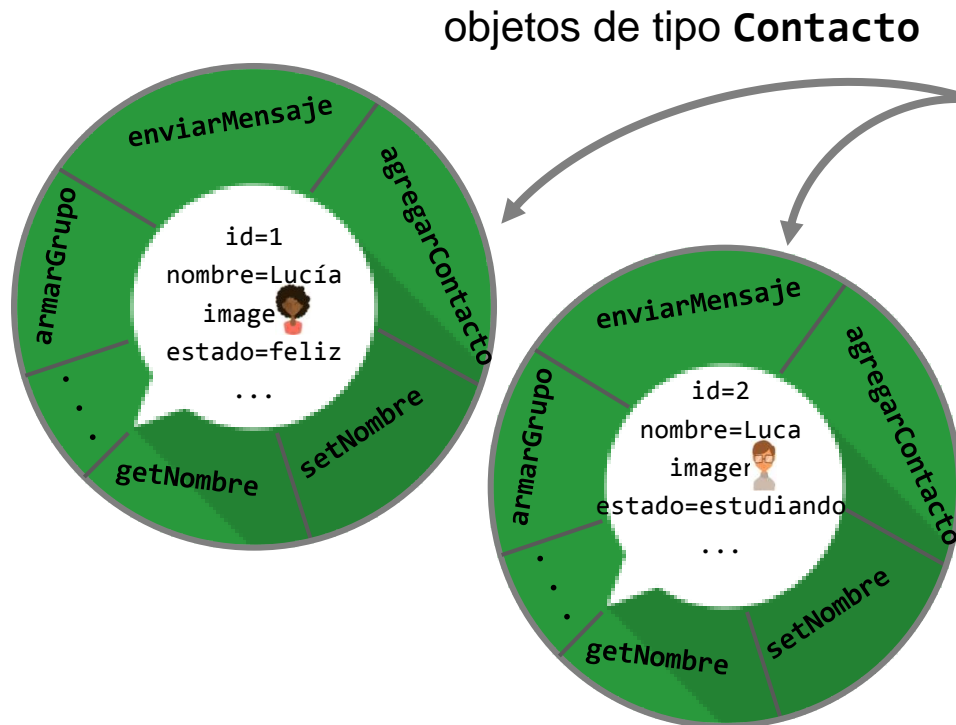 objetos de tipo Contacto
enviarMensaje
agregarContacto
armarGrupo
id=1
nombre=Lucía
image
estado=feliz
...
. . .
getNombre
setNombre
enviarMensaje
agregarContacto
armarGrupo
id=2
nombre=Luca
imagen
estado=estudiando
...
. . .
getNombre
setNombre